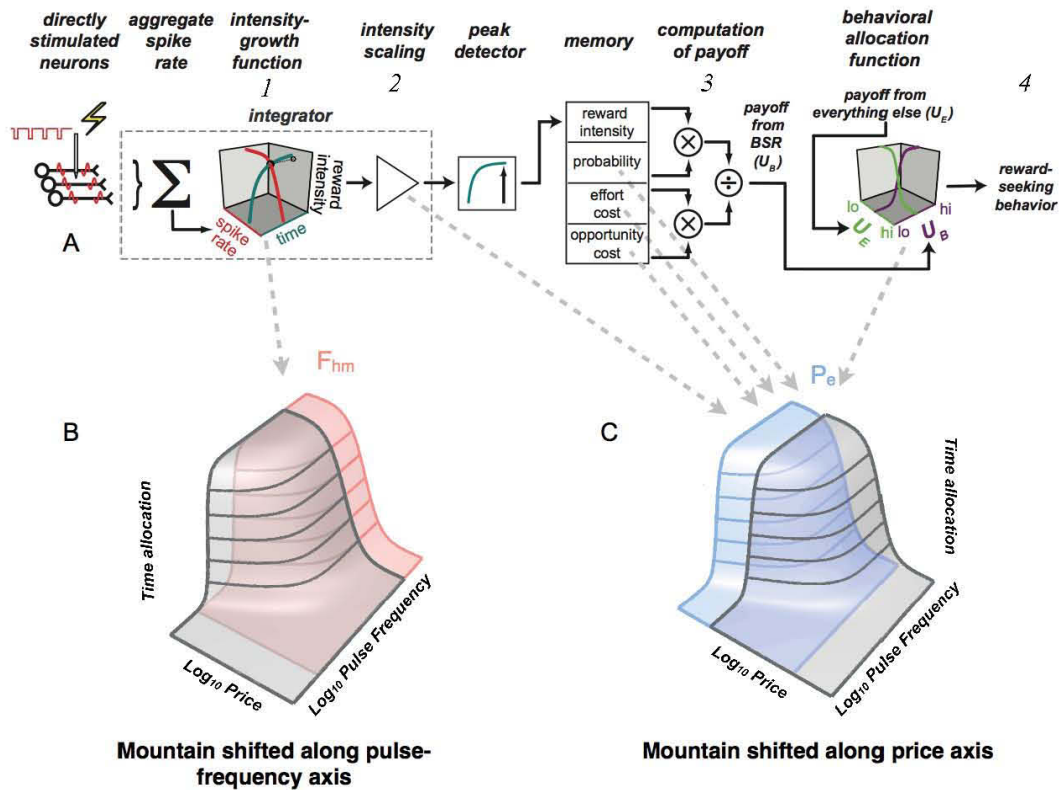 directly
stimulated
neurons
aggregate
spike
rate
intensity-
growth
function
1
intensity
scaling
2
peak
detector
memory
computation
of payoff
3
behavioral
allocation
function
4
integrator
reward
intensity
spike
rate
time
reward
intensity
probability
effort
cost
opportunity
cost
payoff
from
BSR
(U_B)
payoff from
everything else (U_E)
lo
hi
U_E
lo
hi
U_B
reward-
seeking
behavior
A
F_hm
B
Time allocation
Log₁₀ Price
Log₁₀ Pulse Frequency
Mountain shifted along pulse-
frequency axis
P_e
C
Time allocation
Log₁₀ Price
Log₁₀ Pulse Frequency
Mountain shifted along price axis